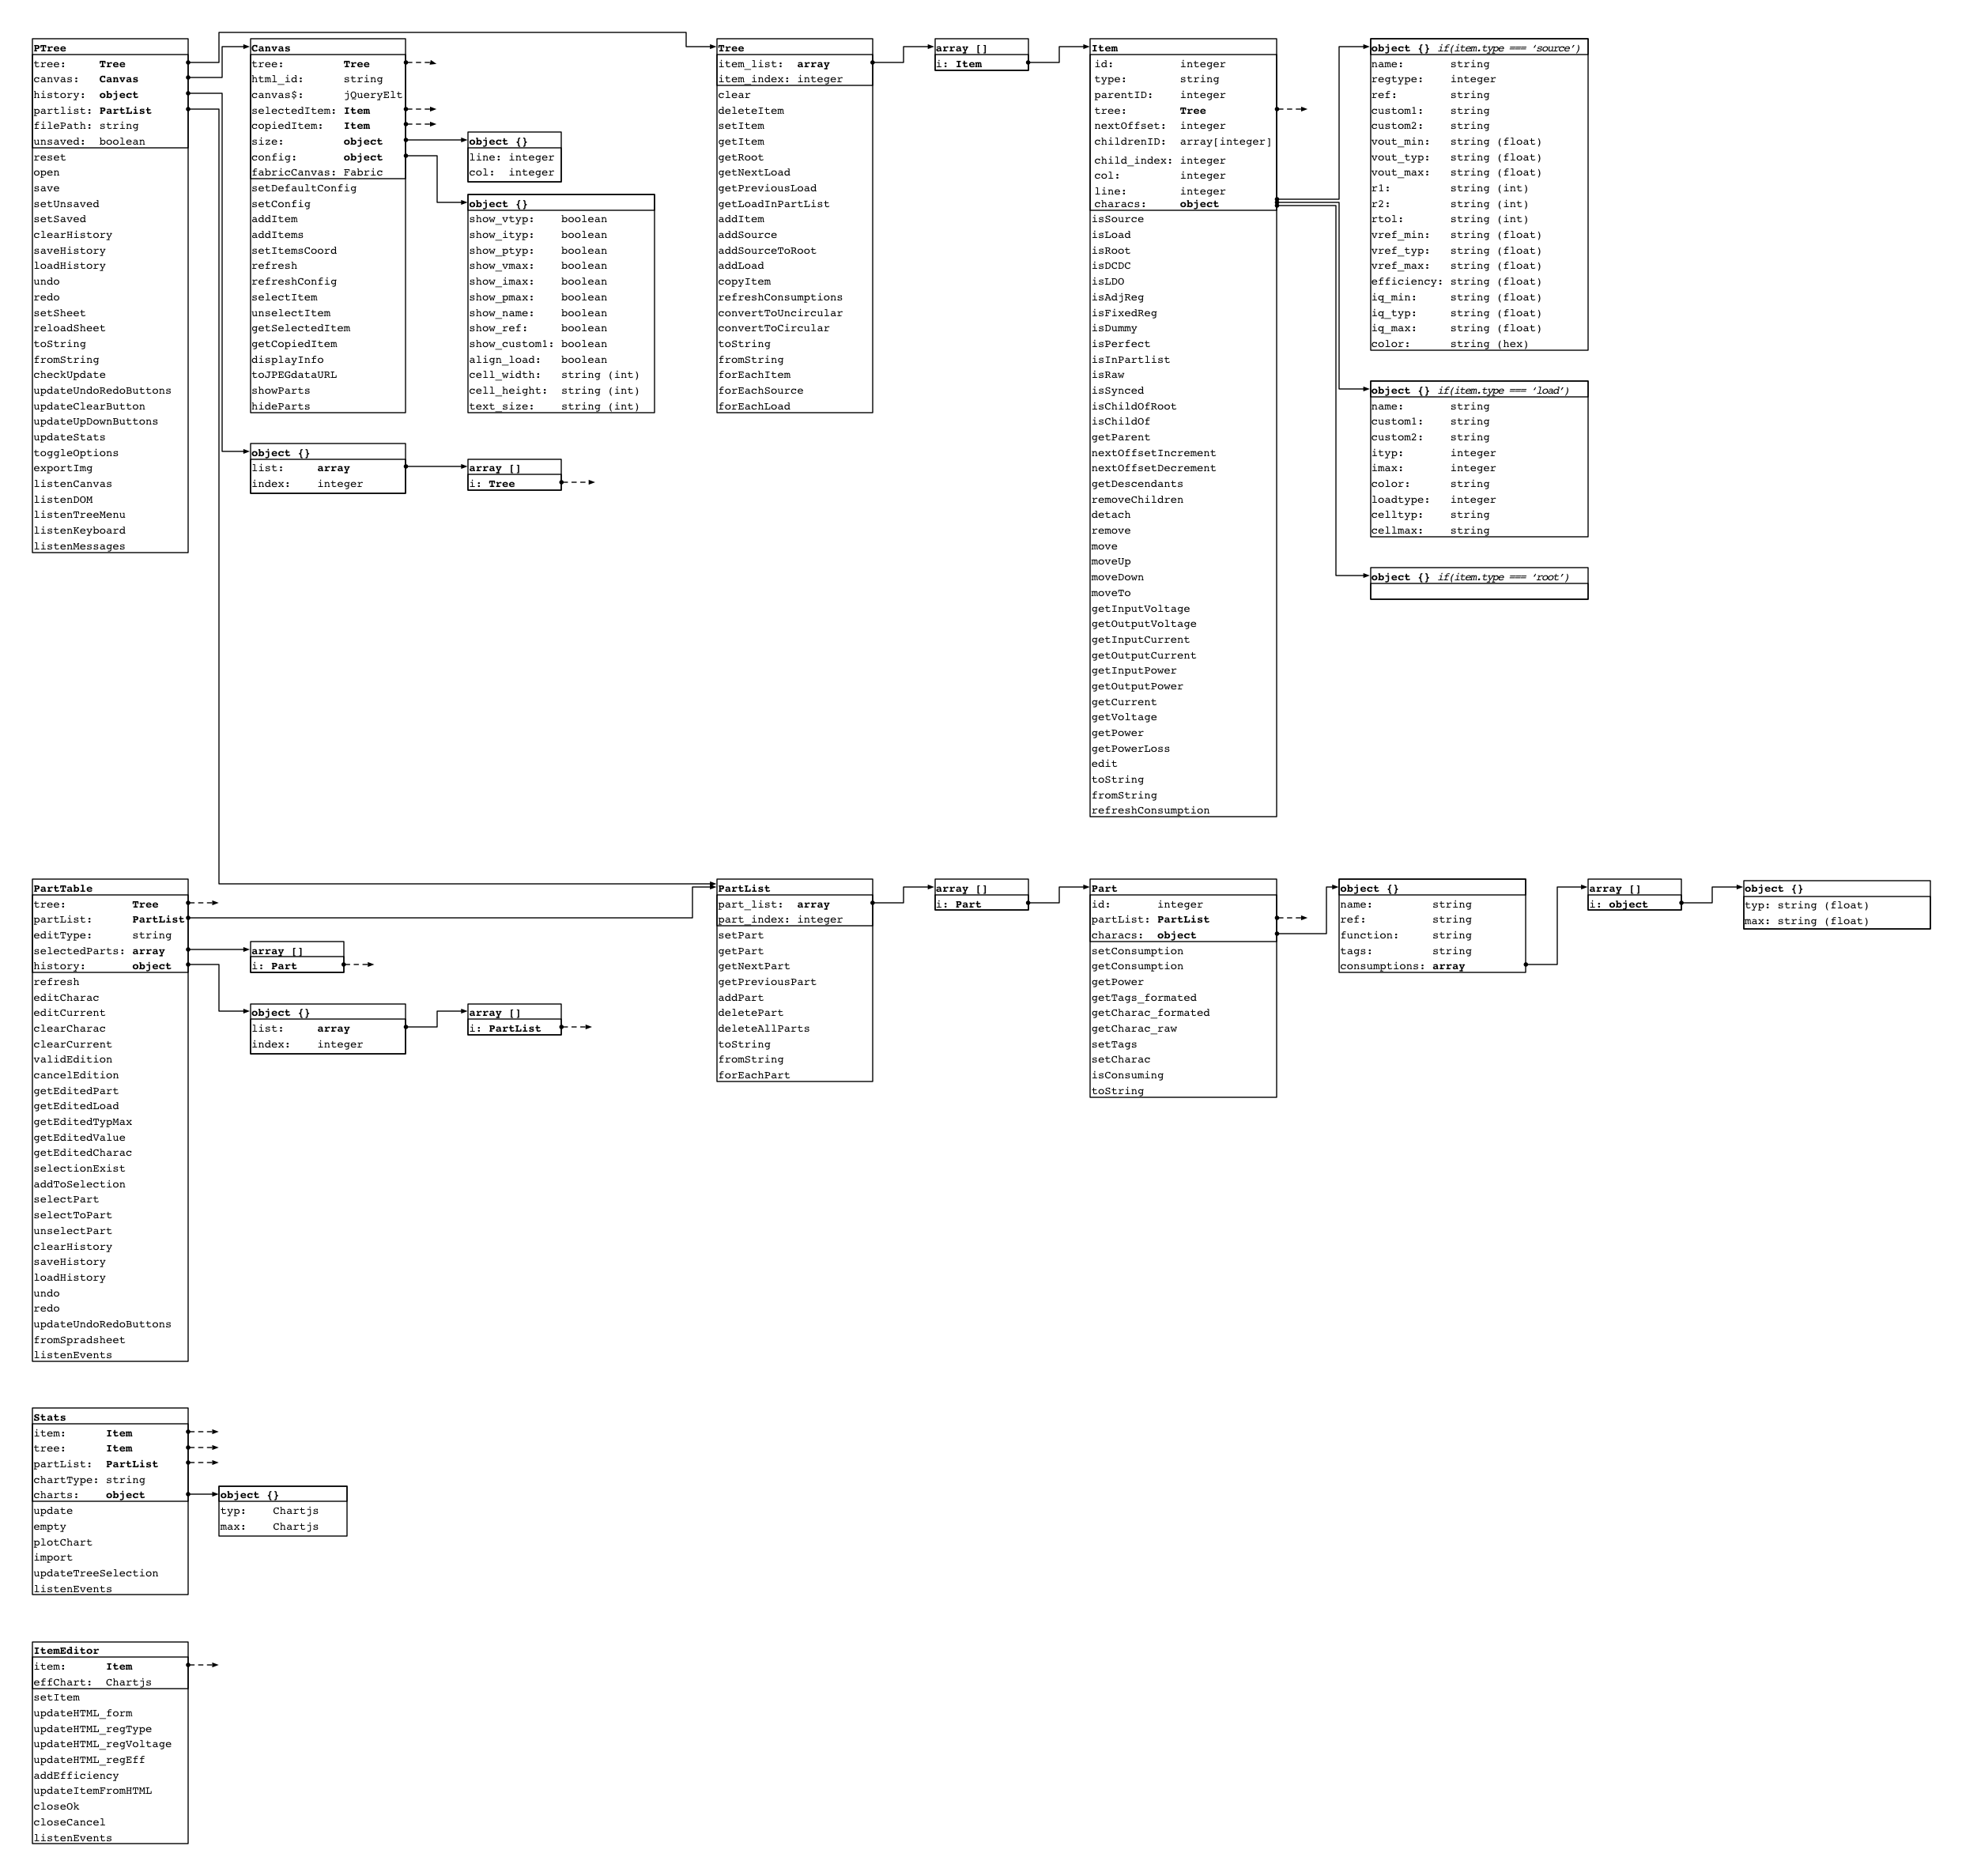 PTree
tree: Tree
canvas: Canvas
history: object
partlist: PartList
filePath: string
unsaved: boolean
reset
open
save
setUnsaved
setSaved
clearHistory
saveHistory
loadHistory
undo
redo
setSheet
reloadSheet
toString
fromString
checkUpdate
updateUndoRedoButtons
updateClearButton
updateUpDownButtons
updateStats
toggleOptions
exportImg
listenCanvas
listenDOM
listenTreeMenu
listenKeyboard
listenMessages
Canvas
tree: Tree
html_id: string
canvas$: jQueryElt
selectedItem: Item
copiedItem: Item
size: object
config: object
fabricCanvas: Fabric
setDefaultConfig
setConfig
addItem
addItems
setItemsCoord
refresh
refreshConfig
selectItem
unselectItem
getSelectedItem
getCopiedItem
displayInfo
toJPEGdataURL
showParts
hideParts
object {}
line: integer
col: integer
object {}
show_vtyp: boolean
show_ityp: boolean
show_ptyp: boolean
show_vmax: boolean
show_imax: boolean
show_pmax: boolean
show_name: boolean
show_ref: boolean
show_custom1: boolean
align_load: boolean
cell_width: string (int)
cell_height: string (int)
text_size: string (int)
object {}
list: array
index: integer
array []
i: Tree
Tree
item_list: array
item_index: integer
clear
deleteItem
setItem
getItem
getRoot
getNextLoad
getPreviousLoad
getLoadInPartList
addItem
addSource
addSourceToRoot
addLoad
copyItem
refreshConsumptions
convertToUncircular
convertToCircular
toString
fromString
forEachItem
forEachSource
forEachLoad
array []
i: Item
Item
id: integer
type: string
parentID: integer
tree: Tree
nextOffset: integer
childrenID: array[integer]
child_index: integer
col: integer
line: integer
characs: object
isSource
isLoad
isRoot
isDCDC
isLDO
isAdjReg
isFixedReg
isDummy
isPerfect
isInPartlist
isRaw
isSynced
isChildOfRoot
isChildOf
getParent
nextOffsetIncrement
nextOffsetDecrement
getDescendants
removeChildren
detach
remove
move
moveUp
moveDown
moveTo
getInputVoltage
getOutputVoltage
getInputCurrent
getOutputCurrent
getInputPower
getOutputPower
getCurrent
getVoltage
getPower
getPowerLoss
edit
toString
fromString
refreshConsumption
object {} if(item.type === ‘source’)
name: string
regtype: integer
ref: string
custom1: string
custom2: string
vout_min: string (float)
vout_typ: string (float)
vout_max: string (float)
r1: string (int)
r2: string (int)
rtol: string (int)
vref_min: string (float)
vref_typ: string (float)
vref_max: string (float)
efficiency: string (float)
iq_min: string (float)
iq_typ: string (float)
iq_max: string (float)
color: string (hex)
object {} if(item.type === ‘load’)
name: string
custom1: string
custom2: string
ityp: integer
imax: integer
color: string
loadtype: integer
celltyp: string
cellmax: string
object {} if(item.type === ‘root’)
PartTable
tree: Tree
partList: PartList
editType: string
selectedParts: array
history: object
refresh
editCharac
editCurrent
clearCharac
clearCurrent
validEdition
cancelEdition
getEditedPart
getEditedLoad
getEditedTypMax
getEditedValue
getEditedCharac
selectionExist
addToSelection
selectPart
selectToPart
unselectPart
clearHistory
saveHistory
loadHistory
undo
redo
updateUndoRedoButtons
fromSpradsheet
listenEvents
array []
i: Part
object {}
list: array
index: integer
array []
i: PartList
PartList
part_list: array
part_index: integer
setPart
getPart
getNextPart
getPreviousPart
addPart
deletePart
deleteAllParts
toString
fromString
forEachPart
array []
i: Part
Part
id: integer
partList: PartList
characs: object
setConsumption
getConsumption
getPower
getTags_formated
getCharac_formated
getCharac_raw
setTags
setCharac
isConsuming
toString
object {}
name: string
ref: string
function: string
tags: string
consumptions: array
array []
i: object
object {}
typ: string (float)
max: string (float)
Stats
item: Item
tree: Item
partList: PartList
chartType: string
charts: object
update
empty
plotChart
import
updateTreeSelection
listenEvents
object {}
typ: Chartjs
max: Chartjs
ItemEditor
item: Item
effChart: Chartjs
setItem
updateHTML_form
updateHTML_regType
updateHTML_regVoltage
updateHTML_regEff
addEfficiency
updateItemFromHTML
closeOk
closeCancel
listenEvents